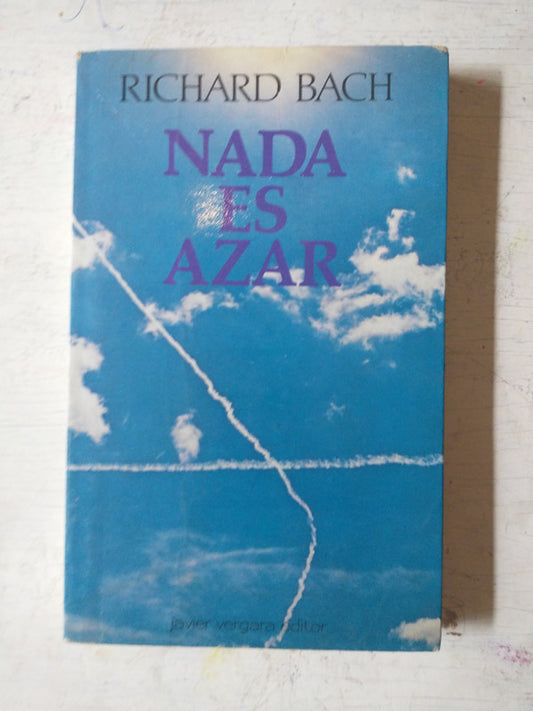 RICHARD BACH
NADA
ES
AZAR
javier vergara editor